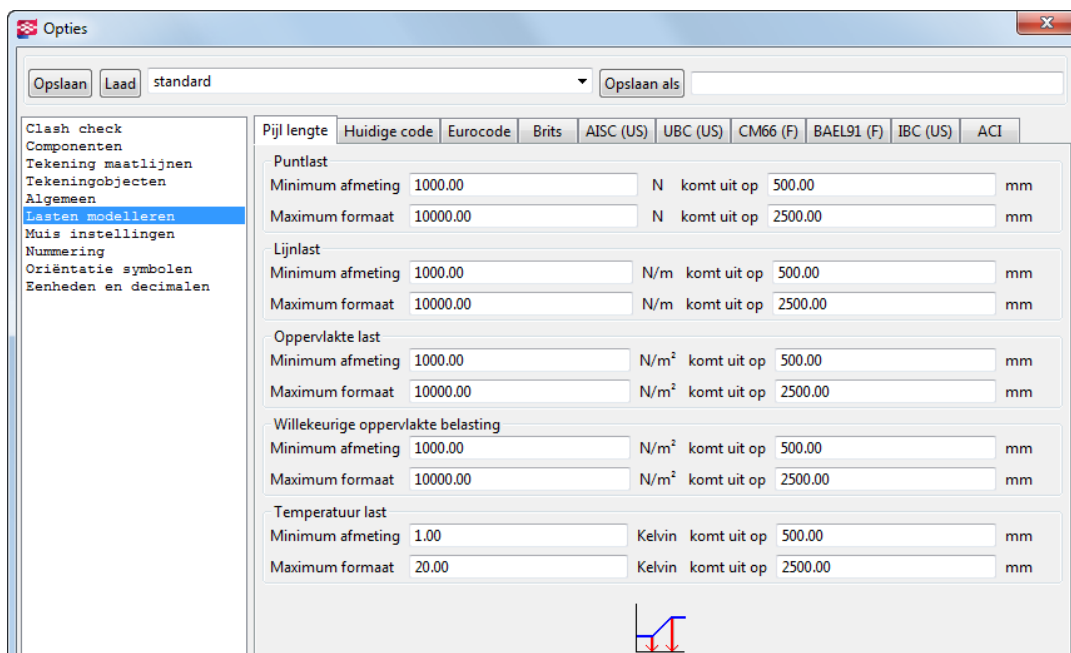 Opties
Opslaan Laad standard Opslaan als
Clash check
Componenten
Tekening maatlijnen
Tekeningobjecten
Algemeen
Lasten modelleren
Muis instellingen
Nummering
Oriëntatie symbolen
Eenheden en decimalen
Pijl lengte Huidige code Eurocode Brits AISC (US) UBC (US) CM66 (F) BAEL91 (F) IBC (US) ACI
Puntlast
Minimum afmeting 1000.00 N komt uit op 500.00 mm
Maximum formaat 10000.00 N komt uit op 2500.00 mm
Lijnlast
Minimum afmeting 1000.00 N/m komt uit op 500.00 mm
Maximum formaat 10000.00 N/m komt uit op 2500.00 mm
Oppervlakte last
Minimum afmeting 1000.00 N/m² komt uit op 500.00 mm
Maximum formaat 10000.00 N/m² komt uit op 2500.00 mm
Willekeurige oppervlakte belasting
Minimum afmeting 1000.00 N/m² komt uit op 500.00 mm
Maximum formaat 10000.00 N/m² komt uit op 2500.00 mm
Temperatuur last
Minimum afmeting 1.00 Kelvin komt uit op 500.00 mm
Maximum formaat 20.00 Kelvin komt uit op 2500.00 mm